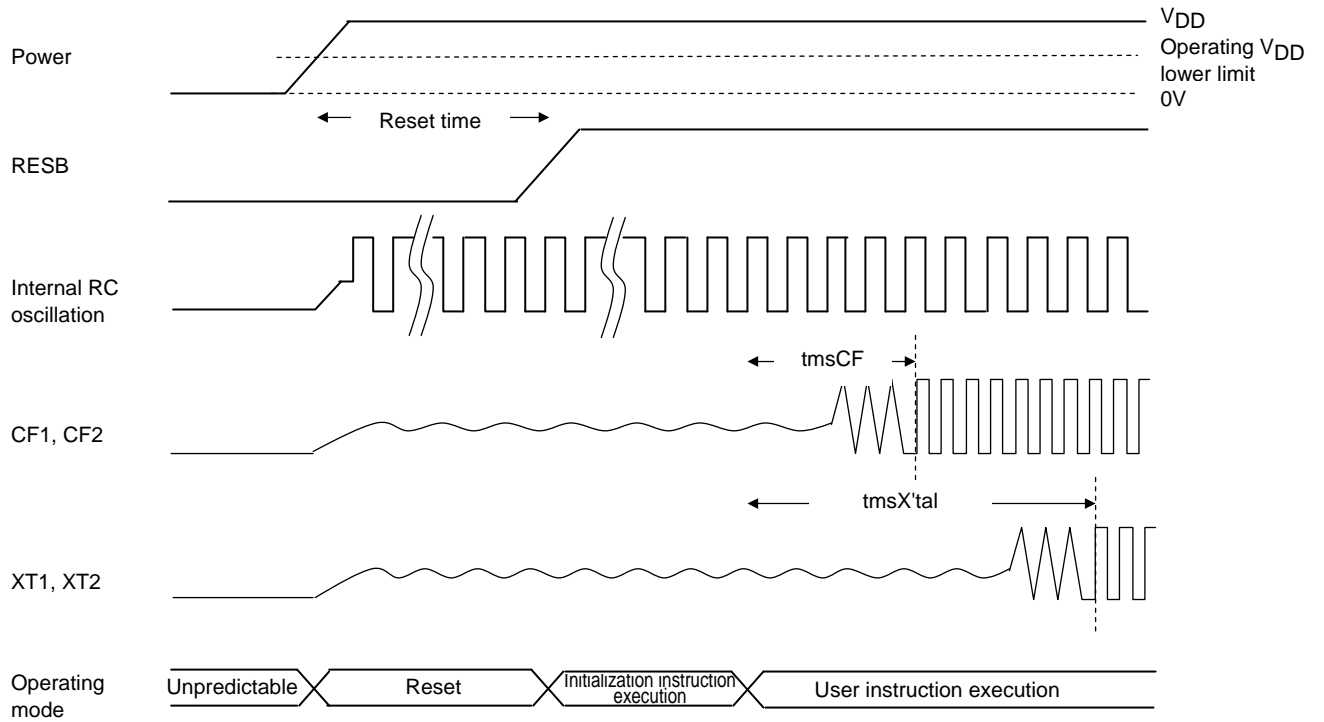 VDD
Power
Operating VDD
lower limit
0V
Reset time
RESB
Internal RC
oscillation
tmsCF
CF1, CF2
tmsX'tal
XT1, XT2
Operating
mode
Unpredictable
Reset
Initialization instruction
execution
User instruction execution